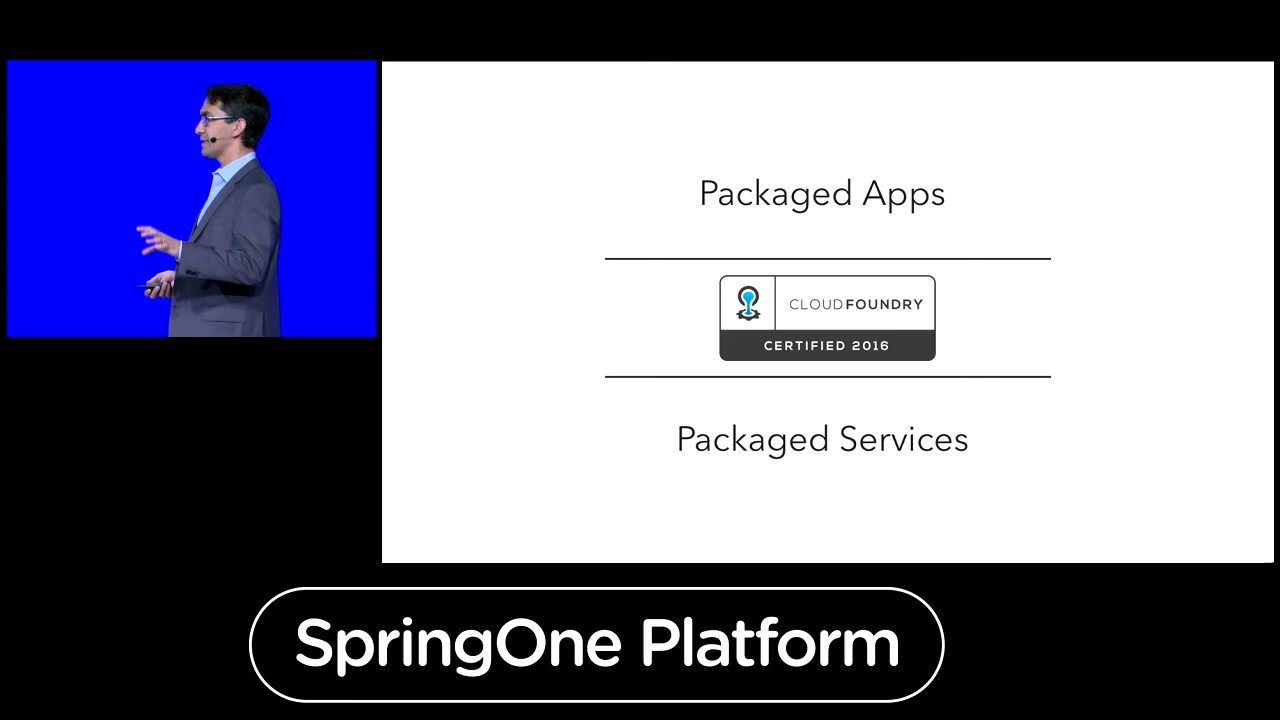 Packaged Apps
CLOUDFOUNDRY
CERTIFIED 2016
Packaged Services
SpringOne Platform